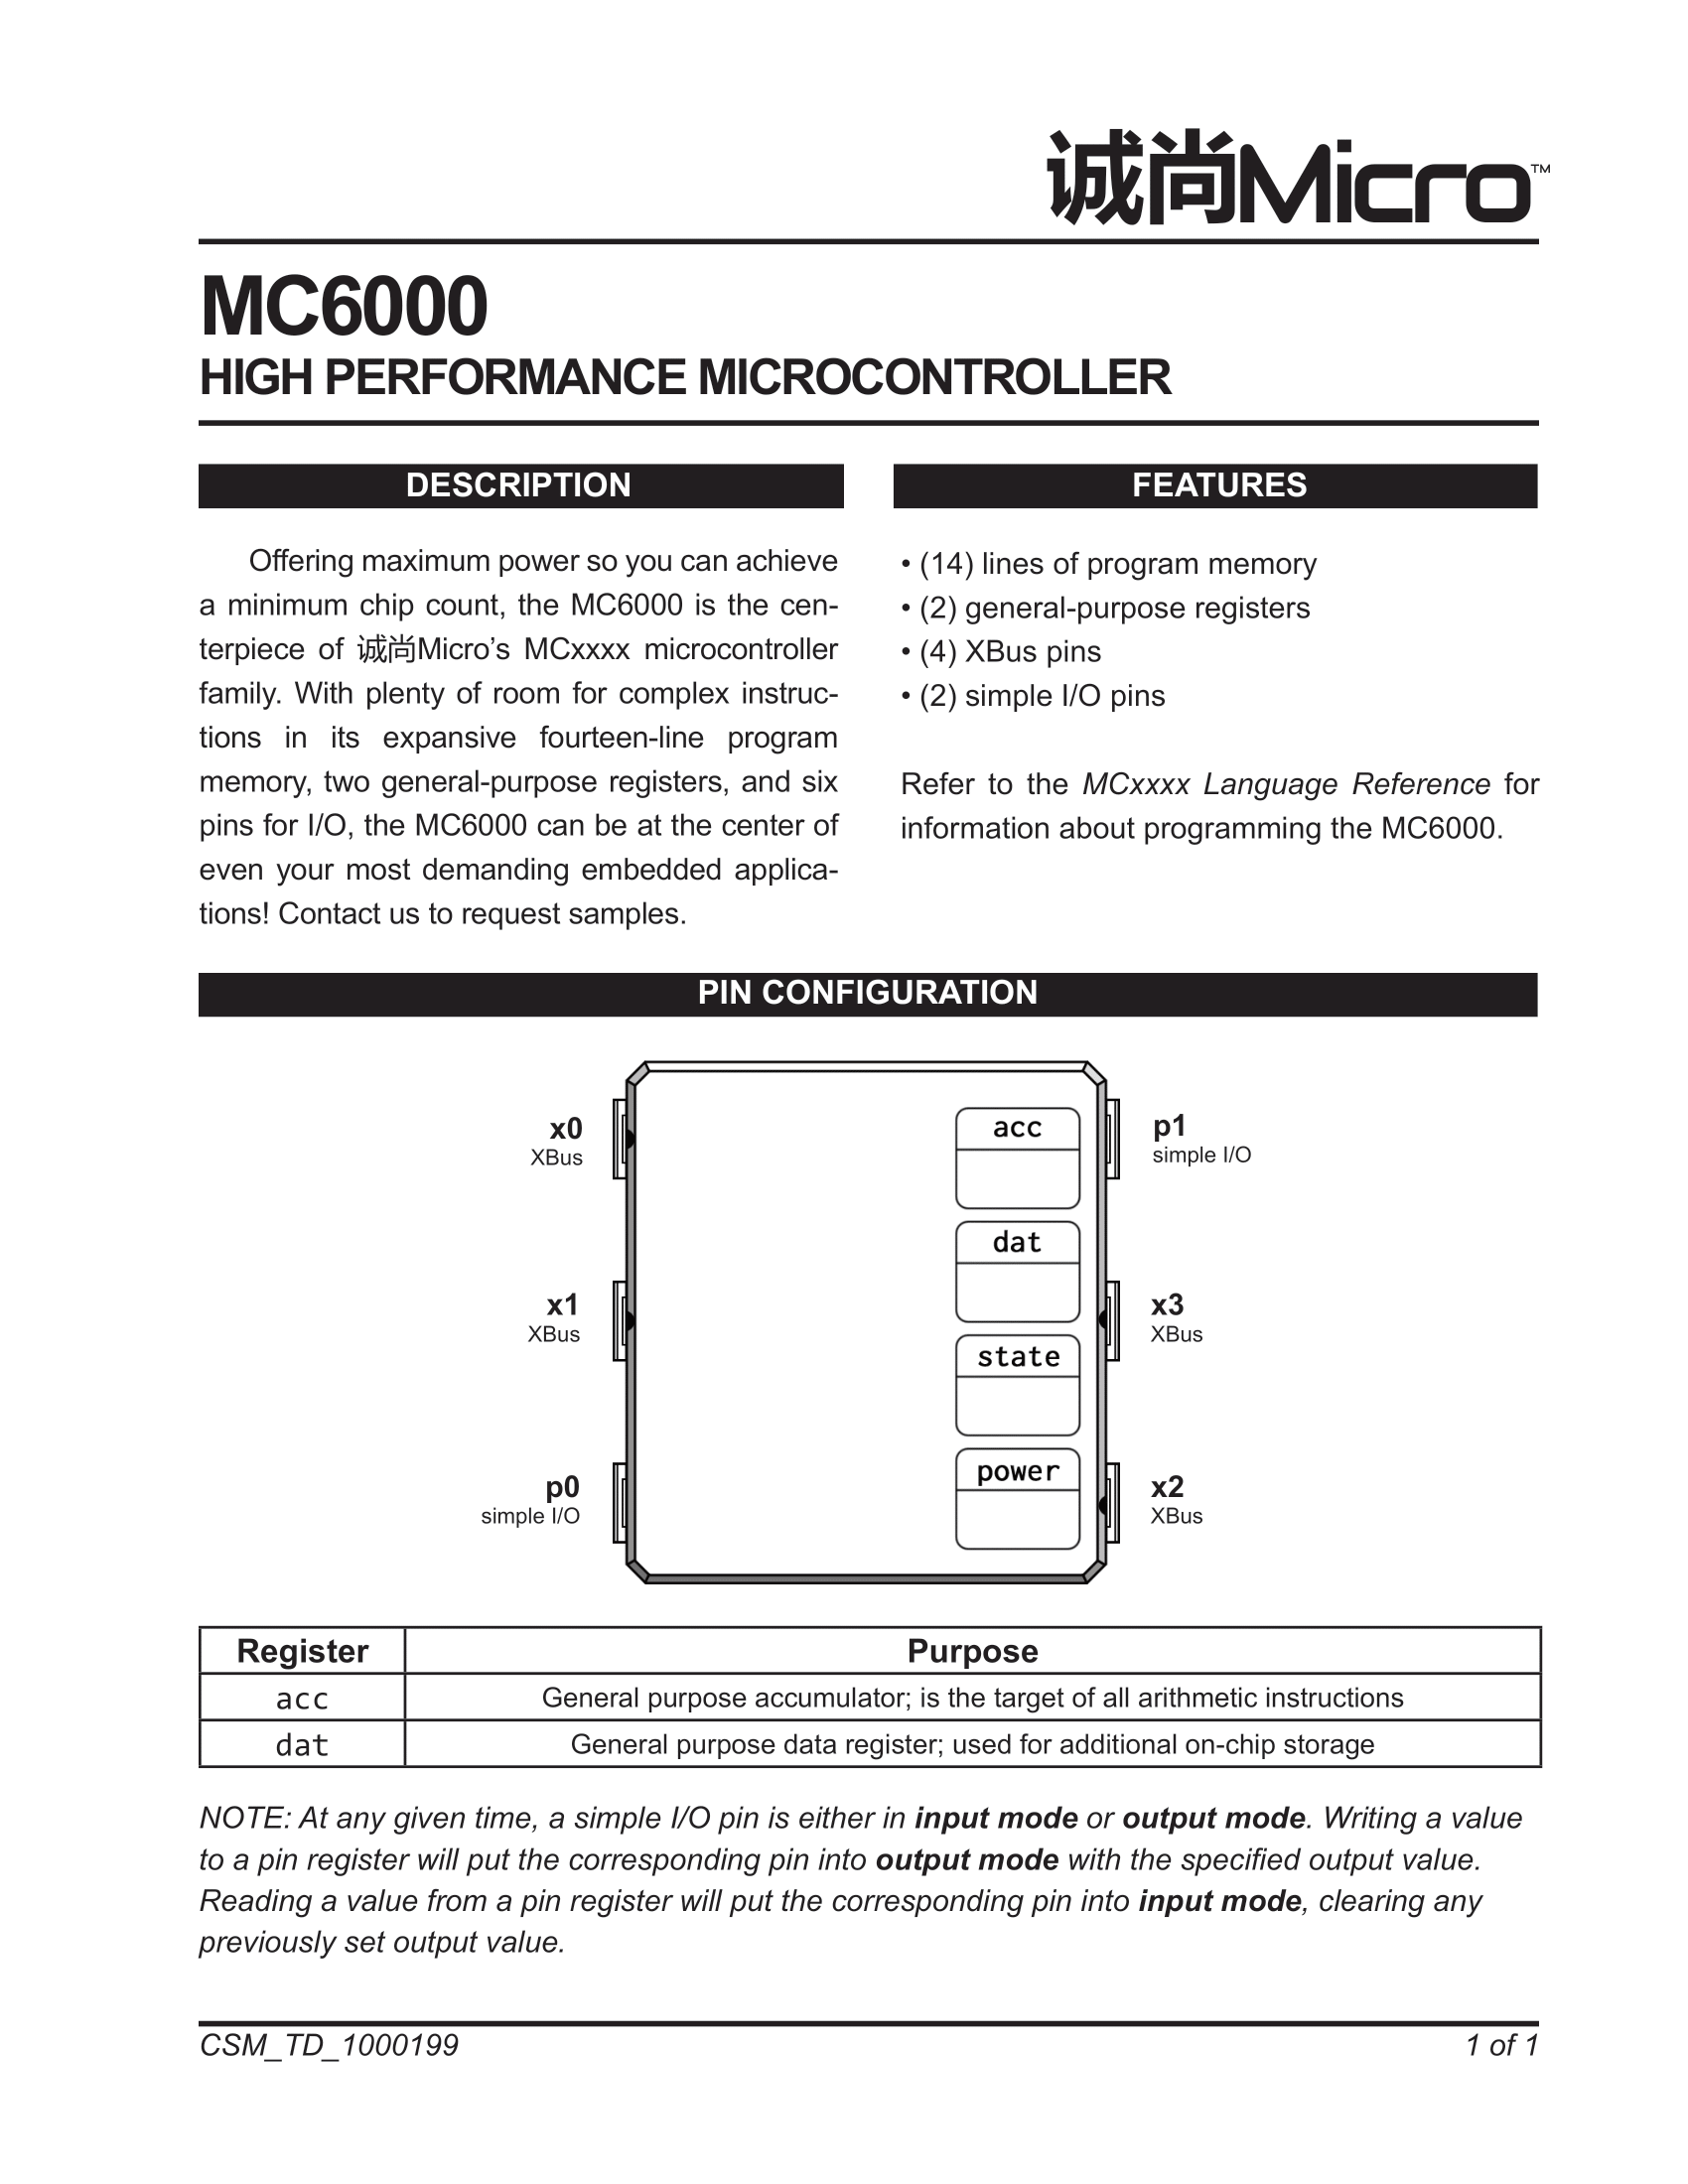 诚尚Micro™
MC6000
HIGH PERFORMANCE MICROCONTROLLER
DESCRIPTION
Offering maximum power so you can achieve
a minimum chip count, the MC6000 is the cen-
terpiece of 诚尚Micro’s MCxxxx microcontroller
family. With plenty of room for complex instruc-
tions in its expansive fourteen-line program
memory, two general-purpose registers, and six
pins for I/O, the MC6000 can be at the center of
even your most demanding embedded applica-
tions! Contact us to request samples.
FEATURES
• (14) lines of program memory
• (2) general-purpose registers
• (4) XBus pins
• (2) simple I/O pins
Refer to the MCxxxx Language Reference for
information about programming the MC6000.
PIN CONFIGURATION
x0
XBus
x1
XBus
p0
simple I/O
acc
dat
state
power
p1
simple I/O
x3
XBus
x2
XBus
Register Purpose
acc General purpose accumulator; is the target of all arithmetic instructions
dat General purpose data register; used for additional on-chip storage
NOTE: At any given time, a simple I/O pin is either in input mode or output mode. Writing a value
to a pin register will put the corresponding pin into output mode with the specified output value.
Reading a value from a pin register will put the corresponding pin into input mode, clearing any
previously set output value.
CSM_TD_1000199 1 of 1